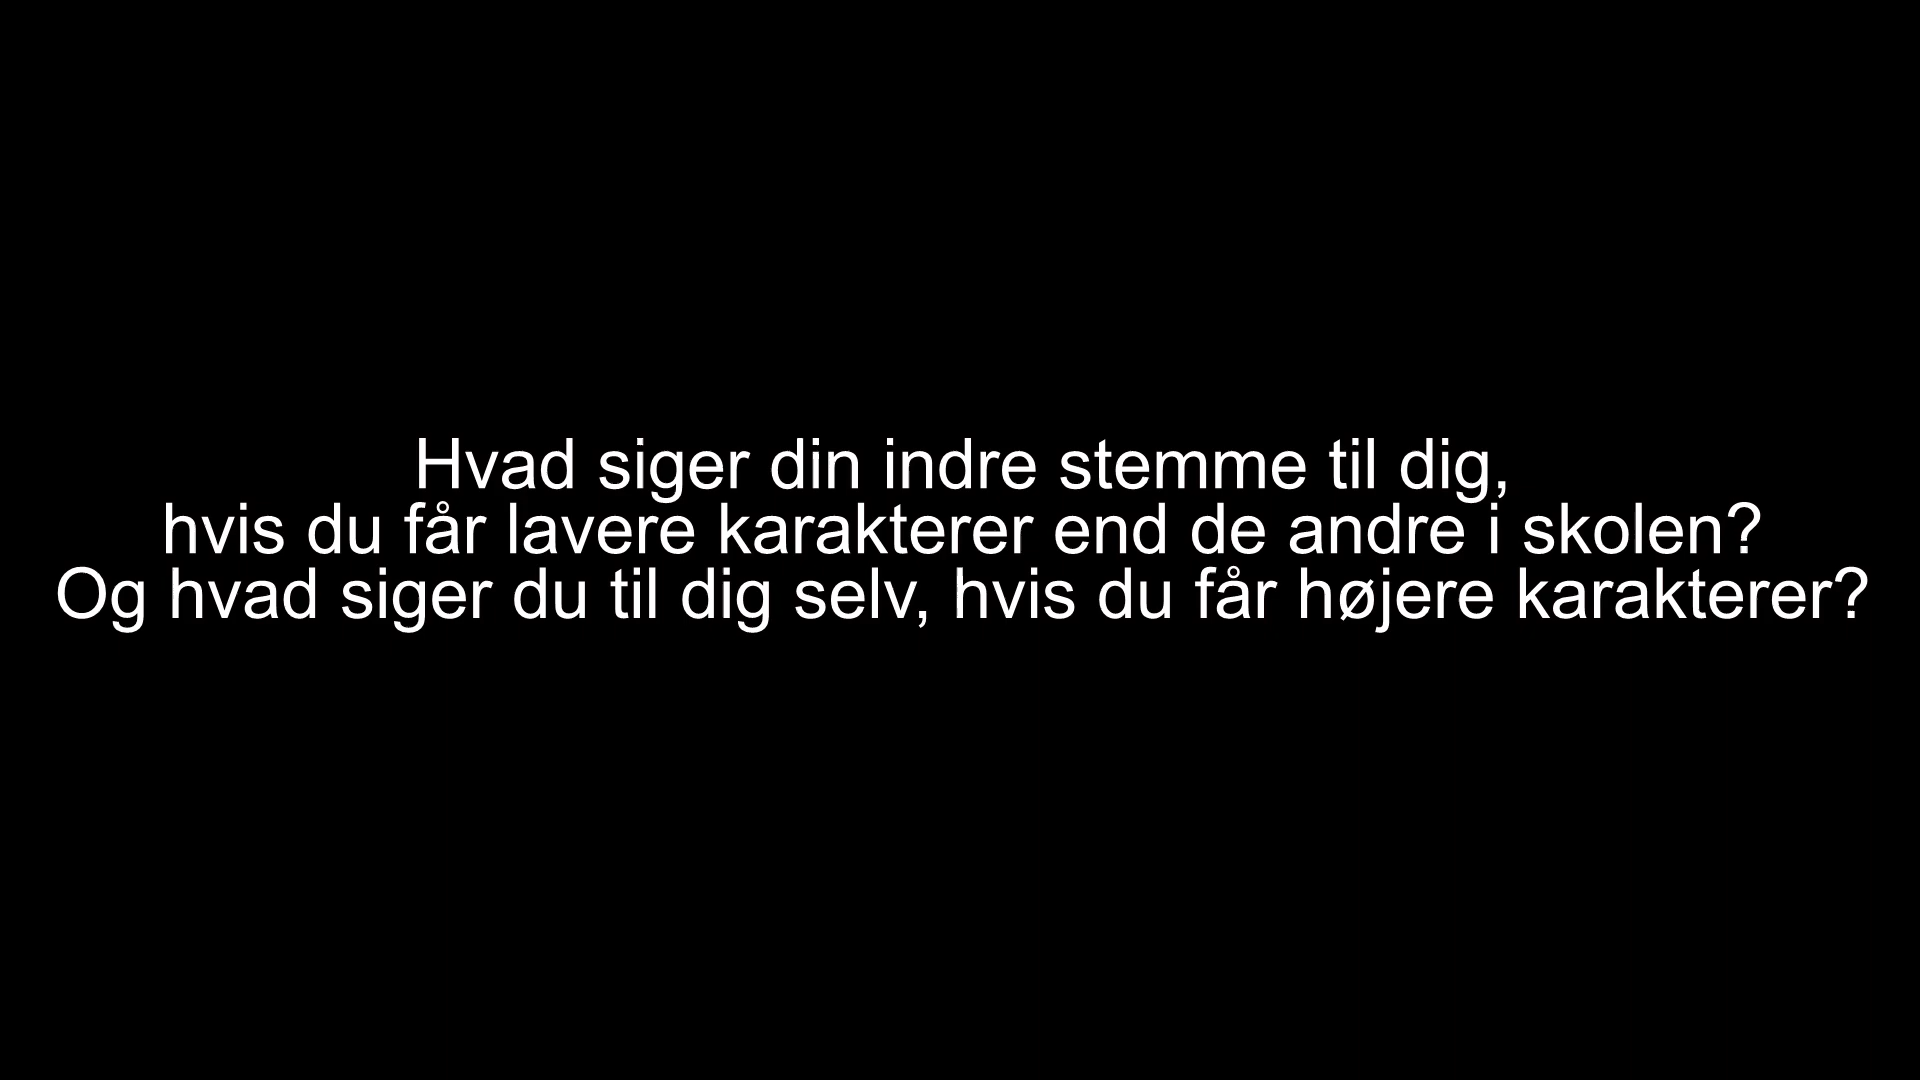 Hvad siger din indre stemme til dig,
hvis du får lavere karakterer end de andre i skolen?
Og hvad siger du til dig selv, hvis du får højere karakterer?